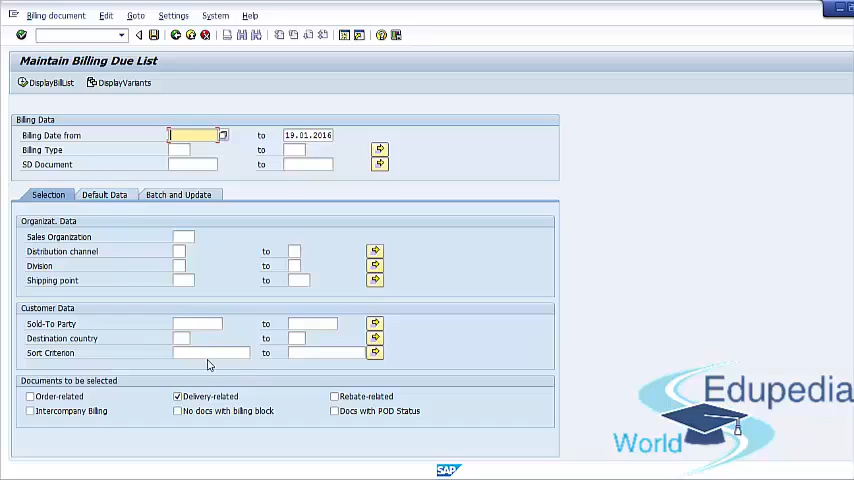 Billing document Edit Goto Settings System Help
Maintain Billing Due List
DisplayBillList DisplayVariants
Billing Data
Billing Date from to 19.01.2016
Billing Type to
SD Document to
Selection Default Data Batch and Update
Organizat. Data
Sales Organization
Distribution channel to
Division to
Shipping point to
Customer Data
Sold-To Party to
Destination country to
Sort Criterion to
Documents to be selected
Order-related Delivery-related Rebate-related
Intercompany Billing No docs with billing block Docs with POD Status
Edupedia
World
SAP